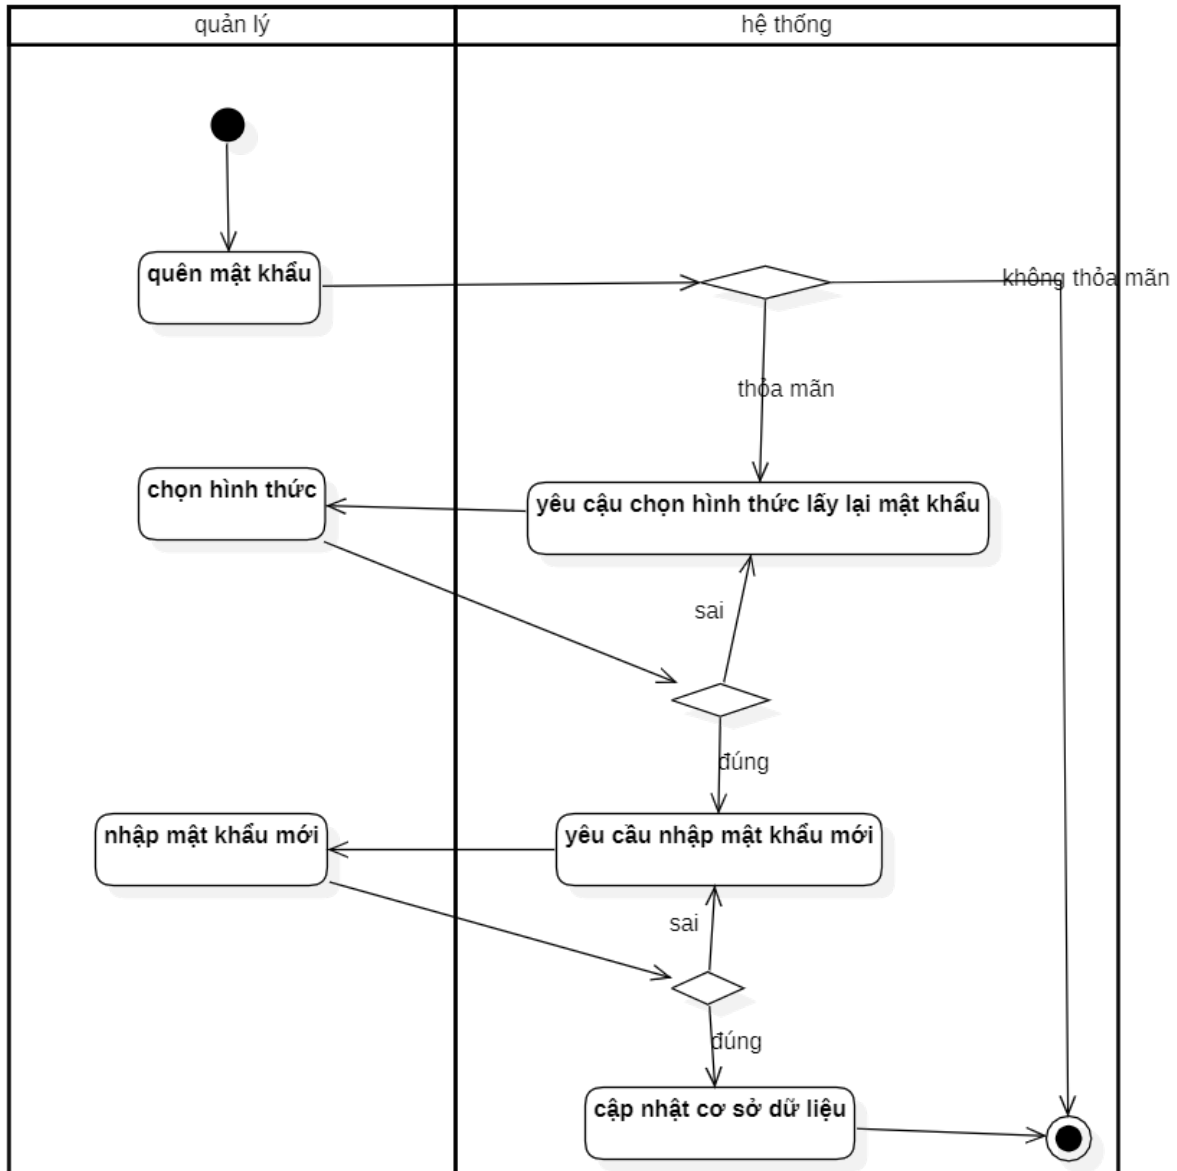 quản lý
hệ thống
quên mật khẩu
không thỏa mãn
thỏa mãn
chọn hình thức
yêu cậu chọn hình thức lấy lại mật khẩu
sai
đúng
nhập mật khẩu mới
yêu cầu nhập mật khẩu mới
sai
đúng
cập nhật cơ sở dữ liệu